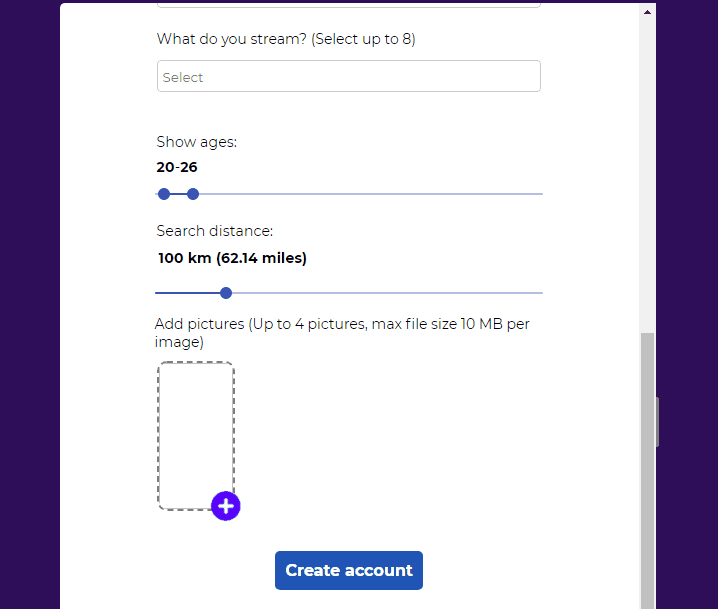 What do you stream? (Select up to 8)
Select
Show ages:
20-26
Search distance:
100 km (62.14 miles)
Add pictures (Up to 4 pictures, max file size 10 MB per
image)
Create account